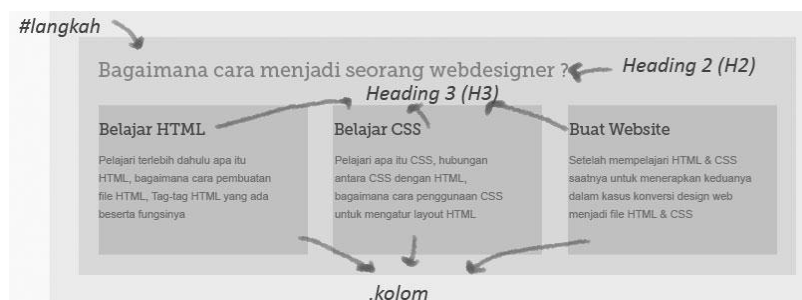 #langkah
Bagaimana cara menjadi seorang webdesigner ?
Heading 2 (H2)
Heading 3 (H3)
Belajar HTML
Pelajari terlebih dahulu apa itu
HTML, bagaimana cara pembuatan
file HTML, Tag-tag HTML yang ada
beserta fungsinya
Belajar CSS
Pelajari apa itu CSS, hubungan
antara CSS dengan HTML,
bagaimana cara penggunaan CSS
untuk mengatur layout HTML
Buat Website
Setelah mempelajari HTML & CSS
saatnya untuk menerapkan keduanya
dalam kasus konversi design web
menjadi file HTML & CSS
.kolom